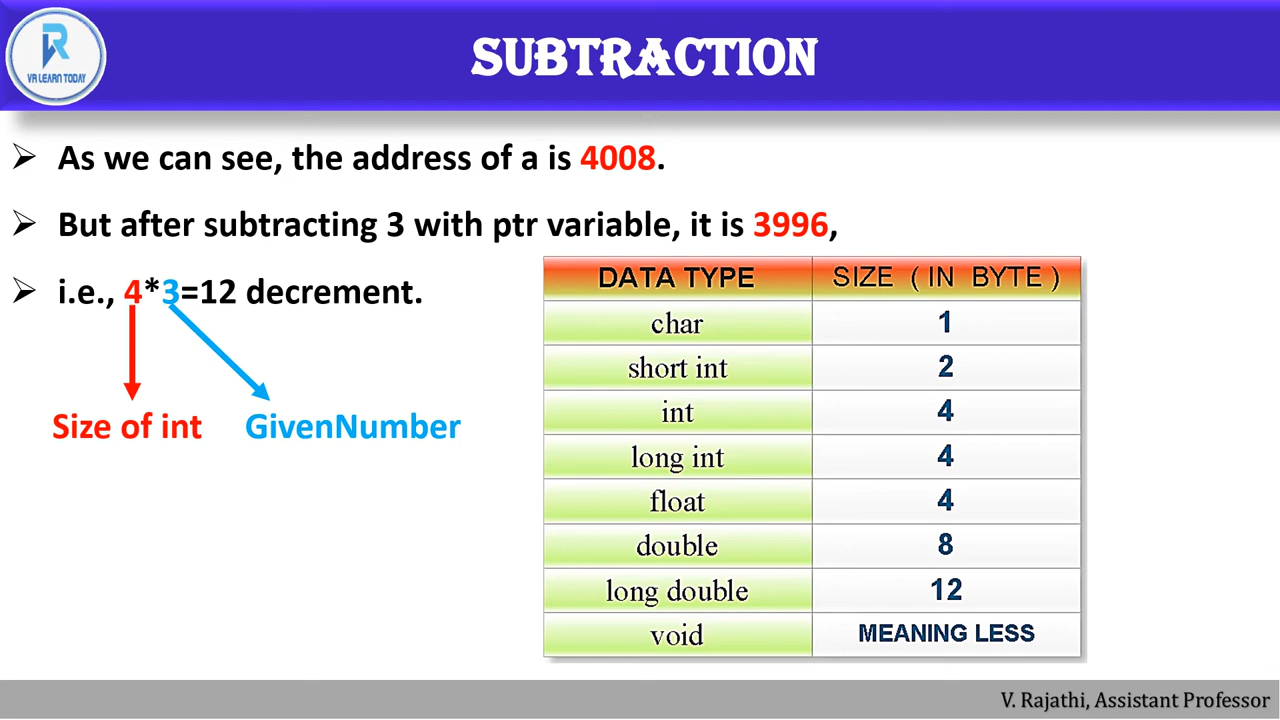 VR LEARN TODAY
SUBTRACTION
➢ As we can see, the address of a is 4008.
➢ But after subtracting 3 with ptr variable, it is 3996,
➢ i.e., 4*3=12 decrement.
Size of int GivenNumber
DATA TYPE SIZE ( IN BYTE )
char 1
short int 2
int 4
long int 4
float 4
double 8
long double 12
void MEANING LESS
V. Rajathi, Assistant Professor